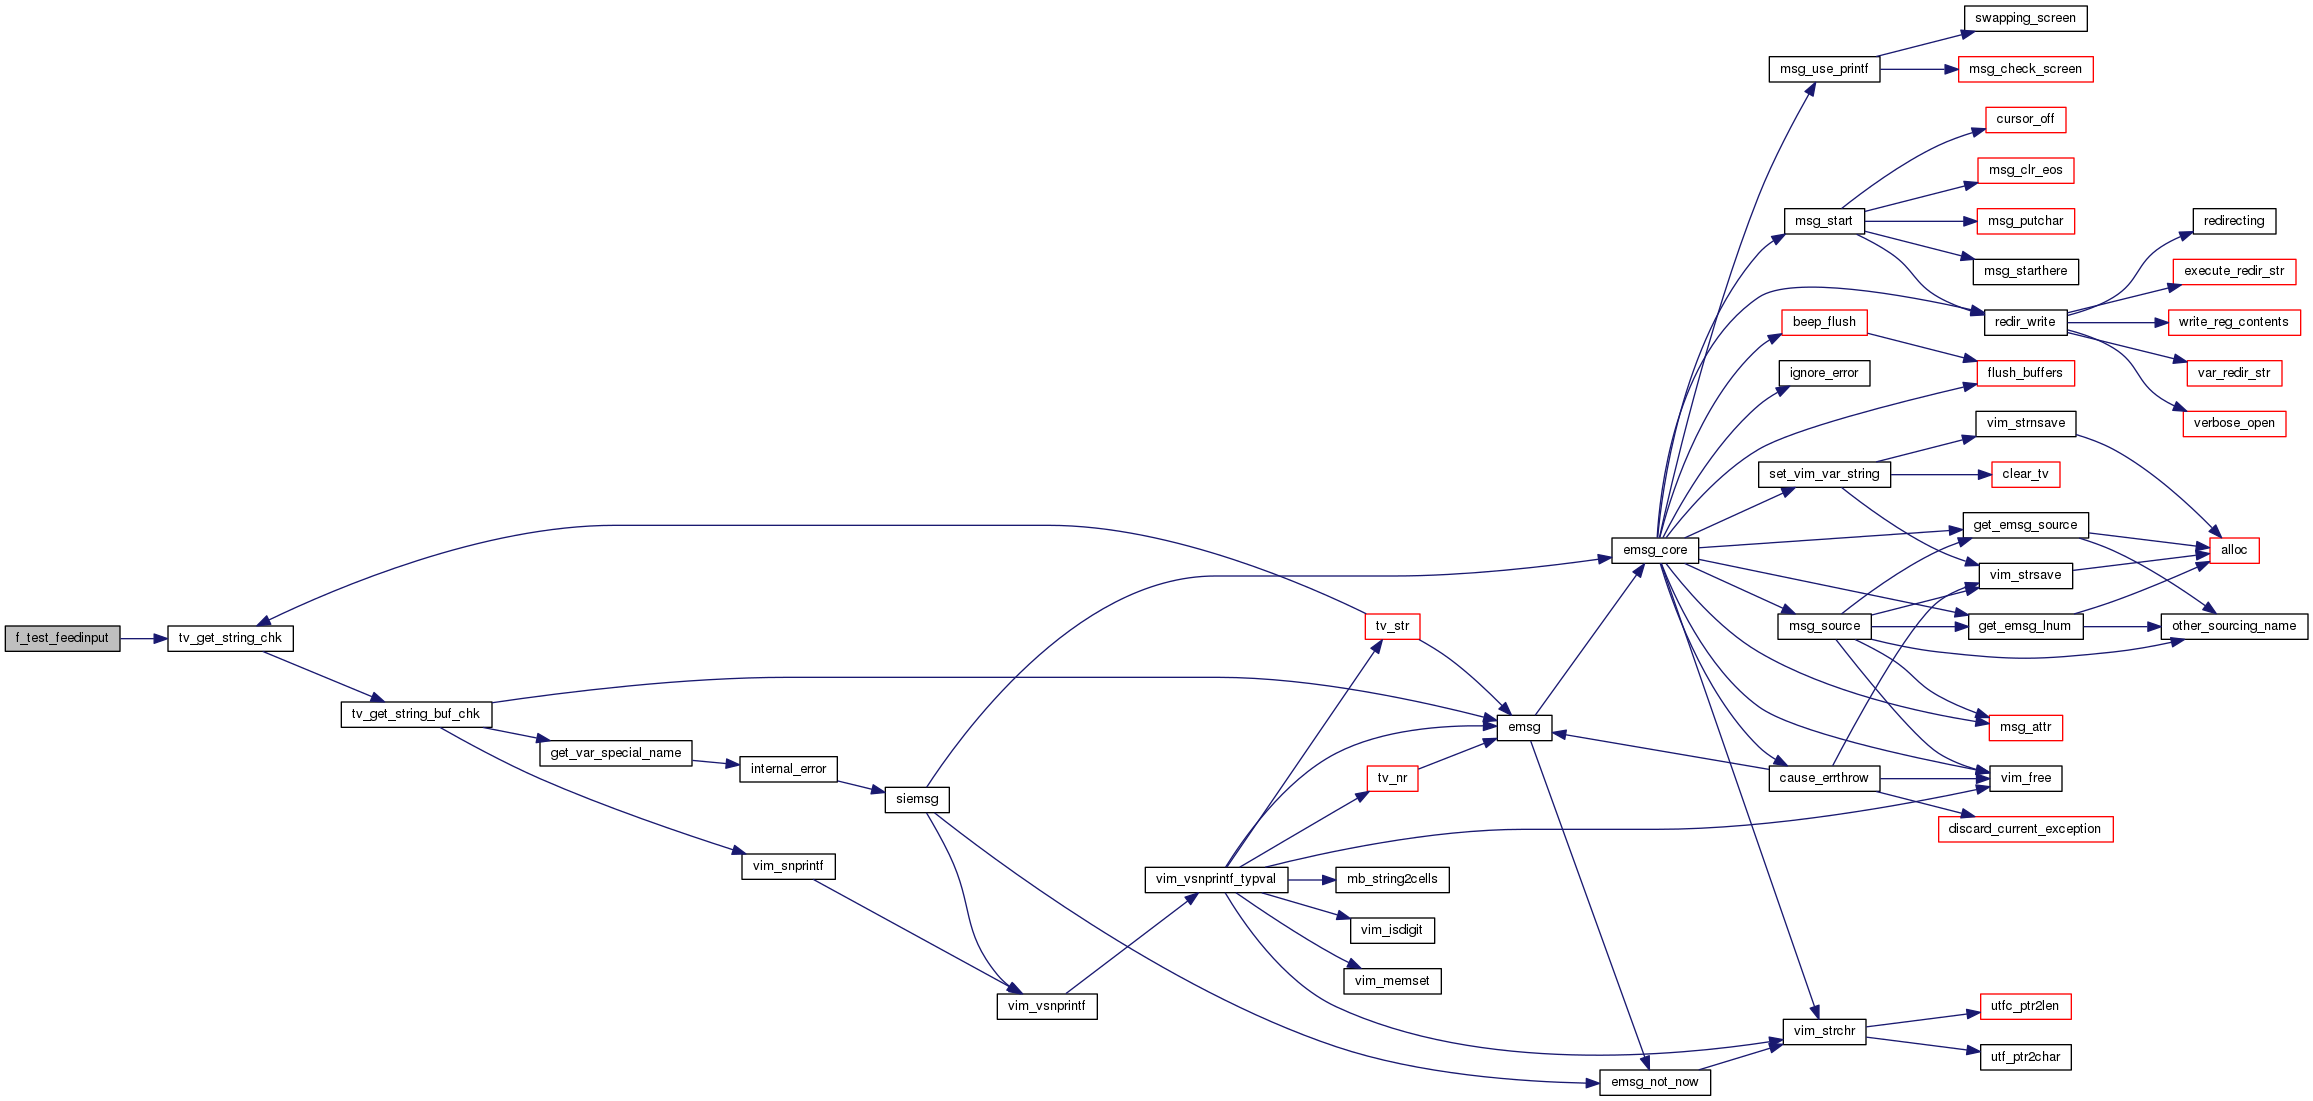 swapping_screen
msg_use_printf
msg_check_screen
cursor_off
msg_clr_eos
msg_start
msg_putchar
redirecting
msg_starthere
execute_redir_str
beep_flush
redir_write
write_reg_contents
ignore_error
flush_buffers
var_redir_str
vim_strnsave
verbose_open
set_vim_var_string
clear_tv
get_emsg_source
emsg_core
alloc
vim_strsave
f_test_feedinput
tv_get_string_chk
tv_str
msg_source
get_emsg_lnum
other_sourcing_name
tv_get_string_buf_chk
emsg
msg_attr
get_var_special_name
internal_error
tv_nr
cause_errthrow
vim_free
siemsg
discard_current_exception
vim_snprintf
vim_vsnprintf_typval
mb_string2cells
vim_isdigit
vim_memset
vim_vsnprintf
utfc_ptr2len
vim_strchr
utf_ptr2char
emsg_not_now